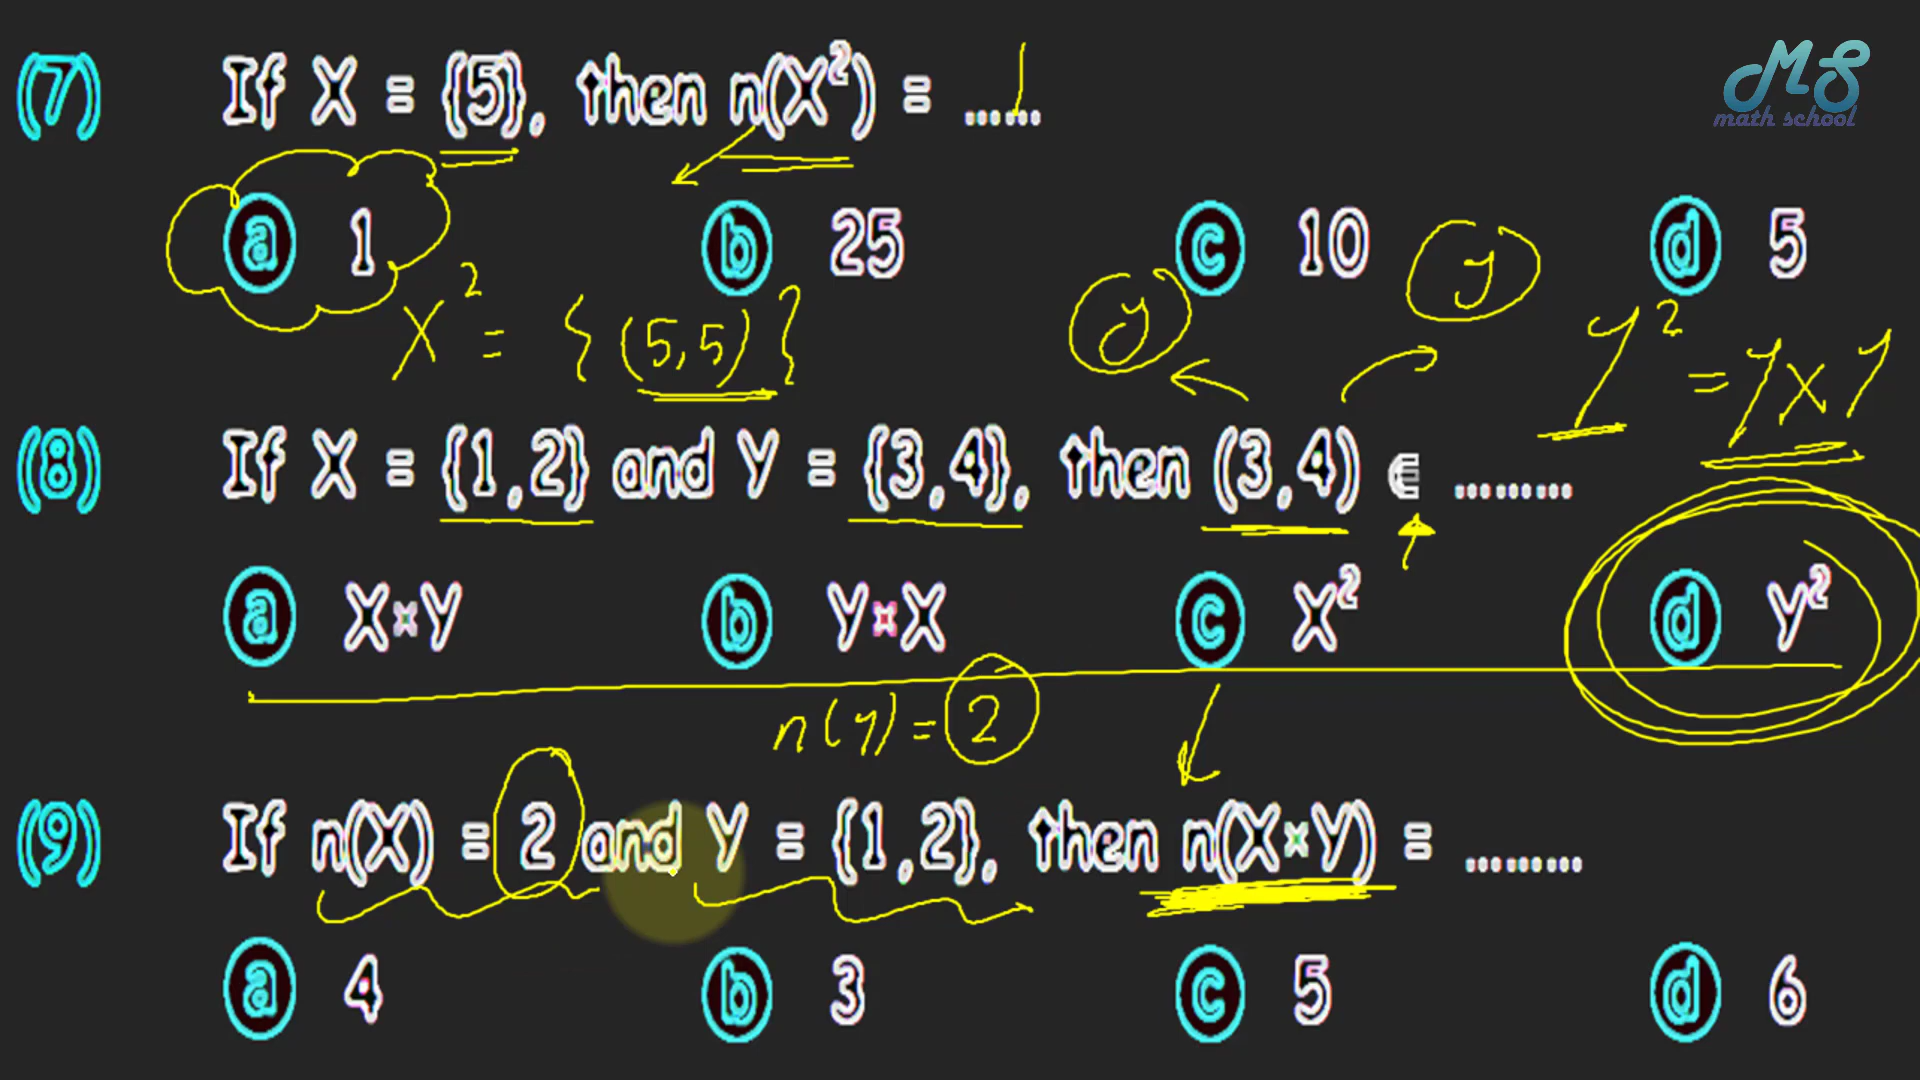 (7) If X = {5}, then n(X²) = ...... 1
MS
math school
a 1 b 25 c 10 d 5
X² = {(5,5)} y y Y² = Y×Y
(8) If X = {1,2} and Y = {3,4}, then (3,4) ∈ .........
a X×Y b Y×X c X² d Y²
n(Y) = 2
(9) If n(X) = 2 and Y = {1,2}, then n(X×Y) = .........
a 4 b 3 c 5 d 6